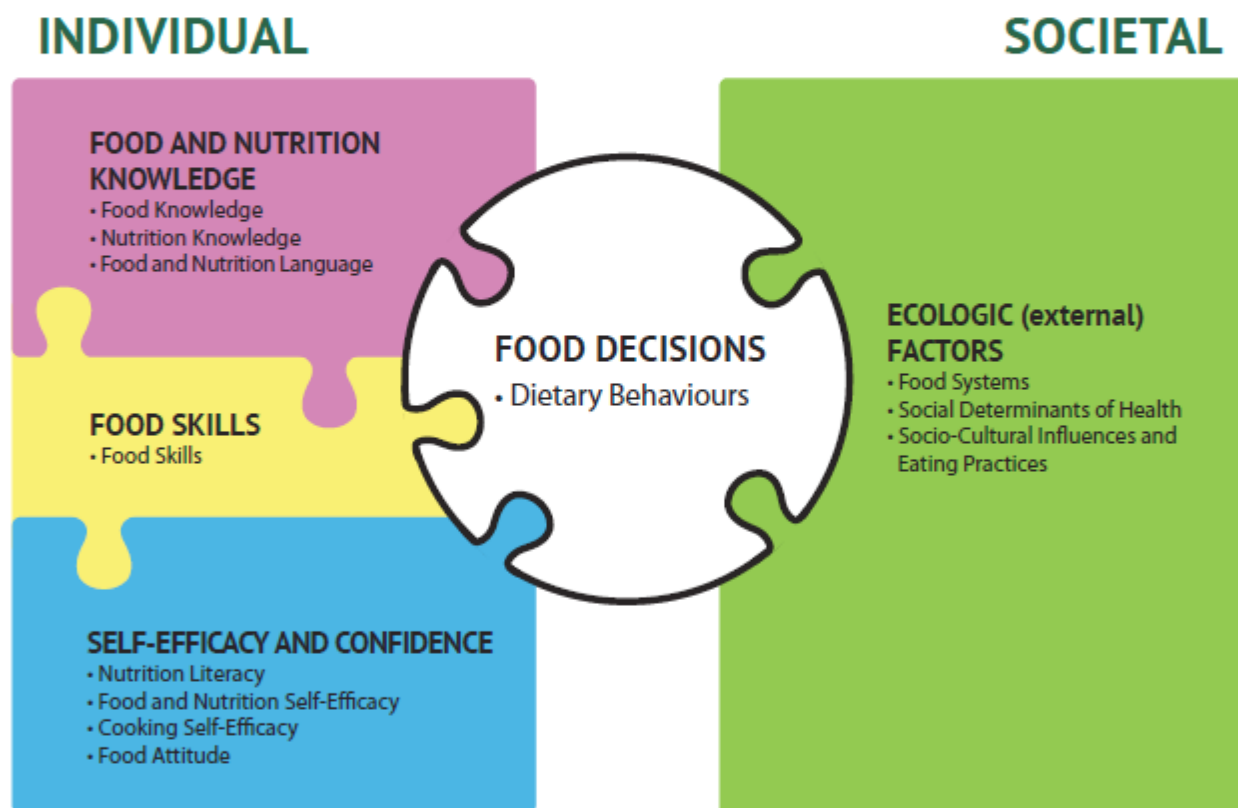 INDIVIDUAL
SOCIETAL
FOOD AND NUTRITION
KNOWLEDGE
• Food Knowledge
• Nutrition Knowledge
• Food and Nutrition Language
FOOD SKILLS
• Food Skills
SELF-EFFICACY AND CONFIDENCE
• Nutrition Literacy
• Food and Nutrition Self-Efficacy
• Cooking Self-Efficacy
• Food Attitude
FOOD DECISIONS
• Dietary Behaviours
ECOLOGIC (external)
FACTORS
• Food Systems
• Social Determinants of Health
• Socio-Cultural Influences and
Eating Practices